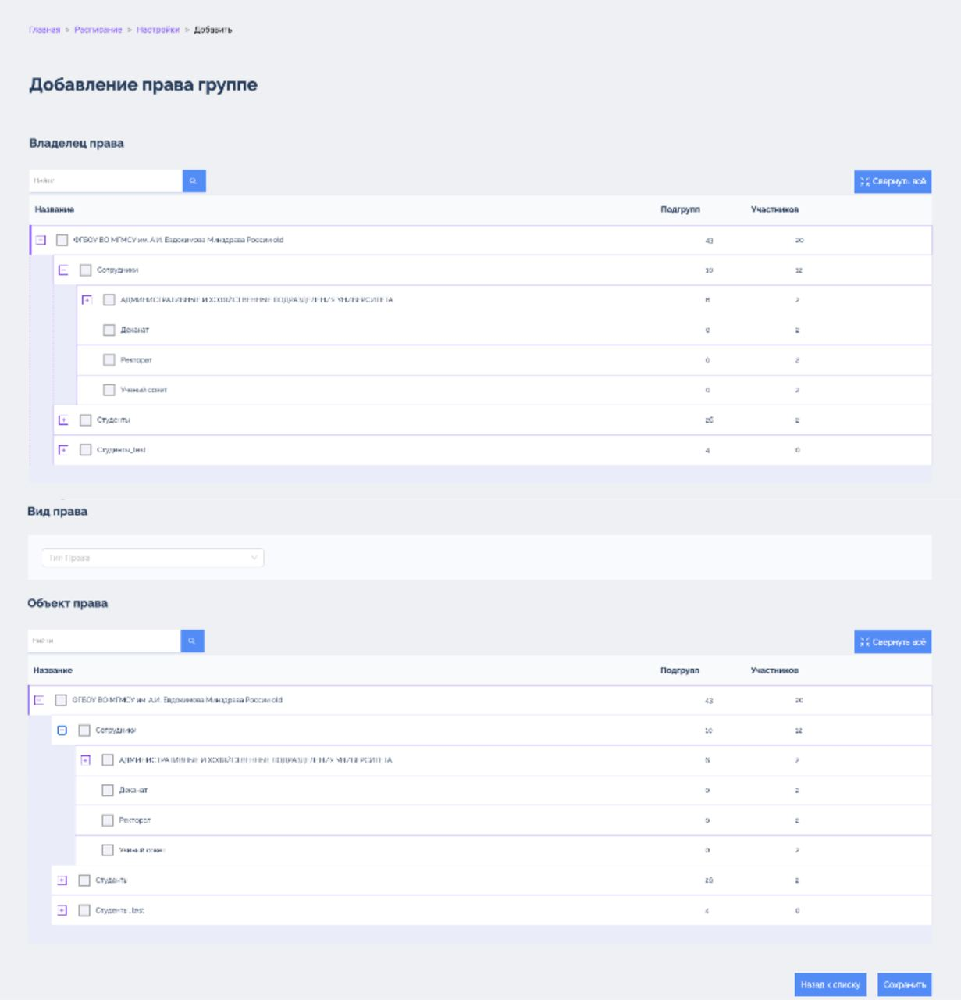 Главная > Расписание > Настройки > Добавить
Добавление права группе
Владелец права
Найти
Свернуть всё
Название Подгрупп Участников
ФГБОУ ВО МГМСУ им. А.И. Евдокимова Минздрава России old 43 20
Сотрудники 10 12
АДМИНИСТРАТИВНЫЕ И ХОЗЯЙСТВЕННЫЕ ПОДРАЗДЕЛЕНИЯ УНИВЕРСИТЕТА 2
Деканат 0 2
Ректорат 0 2
Ученый совет 0 2
Студенты 26 2
Студенты_test 4 0
Вид права
Тип Права
Объект права
Найти
Свернуть всё
Название Подгрупп Участников
ФГБОУ ВО МГМСУ им. А.И. Евдокимова Минздрава России old 43 20
Сотрудники 10 12
АДМИНИСТРАТИВНЫЕ И ХОЗЯЙСТВЕННЫЕ ПОДРАЗДЕЛЕНИЯ УНИВЕРСИТЕТА 2
Деканат 0 2
Ректорат 0 2
Ученый совет 0 2
Студенты 26 2
Студенты_test 4 0
Назад к списку Сохранить